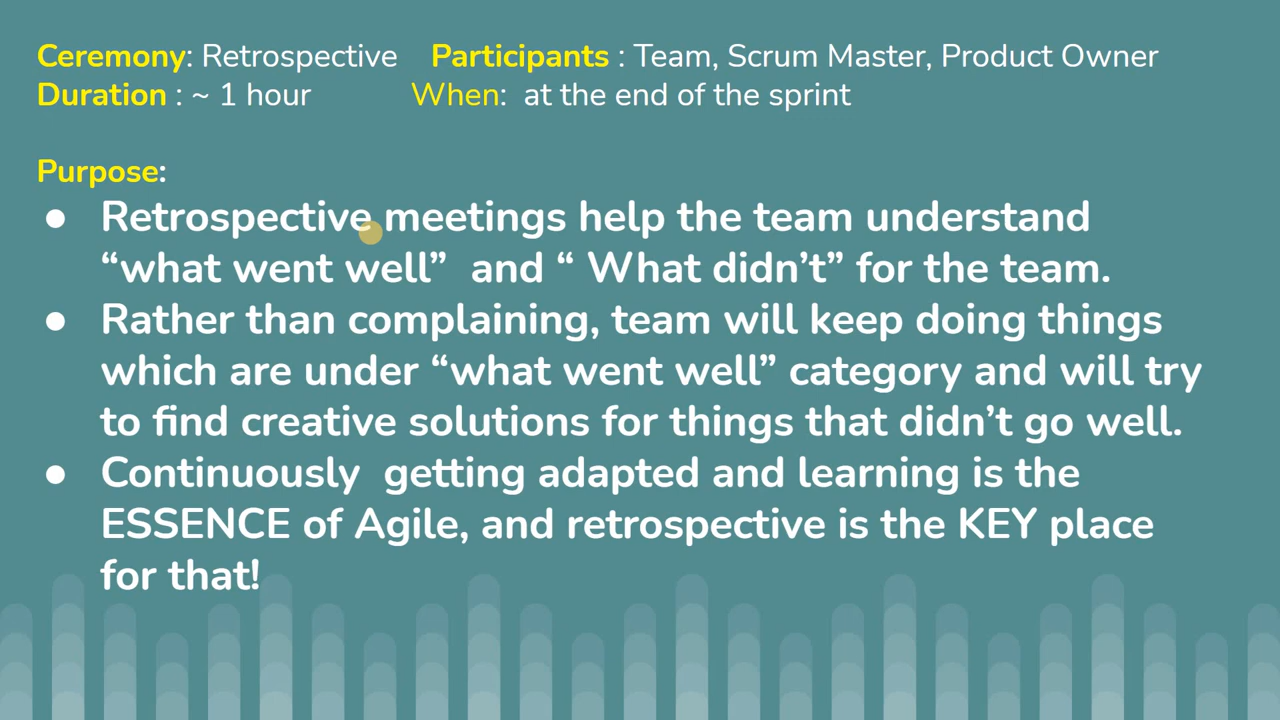 Ceremony: Retrospective Participants : Team, Scrum Master, Product Owner
Duration : ~ 1 hour When: at the end of the sprint
Purpose:
● Retrospective meetings help the team understand
“what went well” and “ What didn’t” for the team.
● Rather than complaining, team will keep doing things
which are under “what went well” category and will try
to find creative solutions for things that didn’t go well.
● Continuously getting adapted and learning is the
ESSENCE of Agile, and retrospective is the KEY place
for that!